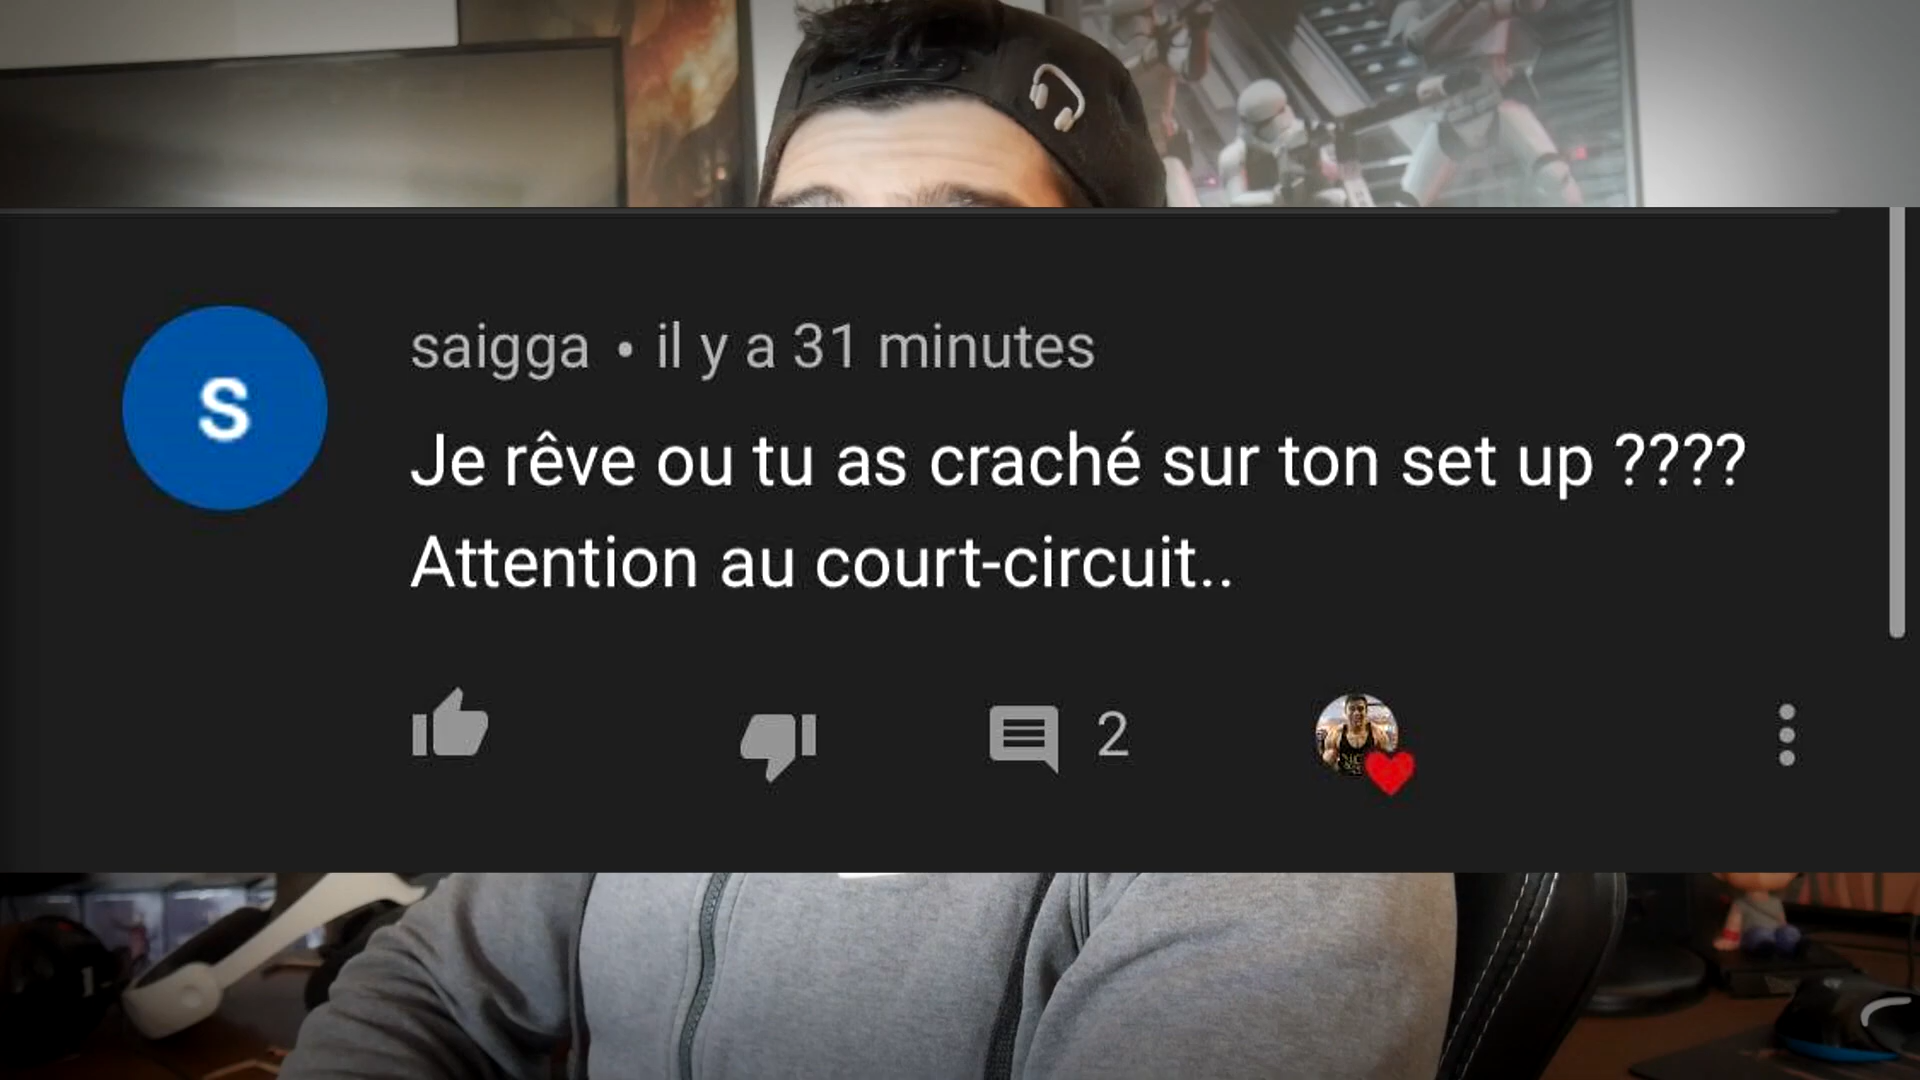 S
saigga • il y a 31 minutes
Je rêve ou tu as craché sur ton set up ????
Attention au court-circuit..
2